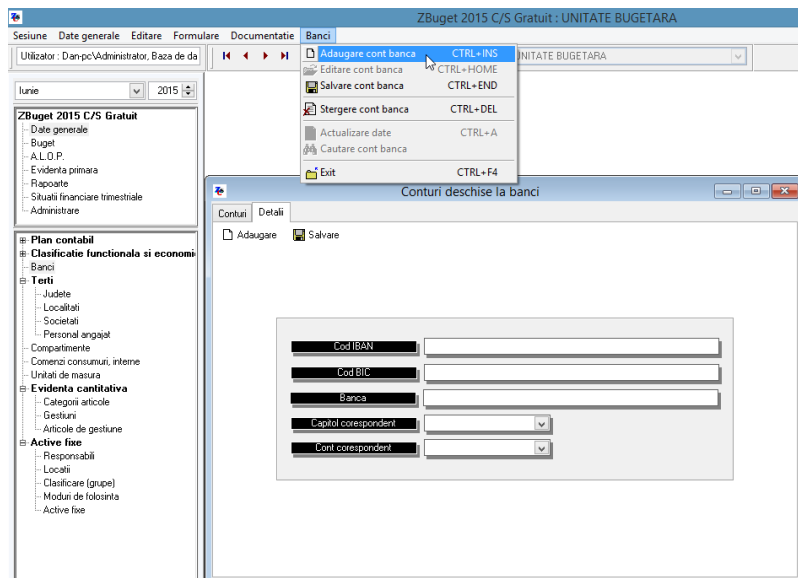 ZBuget 2015 C/S Gratuit : UNITATE BUGETARA
Sesiune Date generale Editare Formulare Documentatie Banci
Utilizator : Dan-pc\Administrator, Baza de da
UNITATE BUGETARA
Adaugare cont banca CTRL+INS
Editare cont banca CTRL+HOME
Salvare cont banca CTRL+END
Stergere cont banca CTRL+DEL
Actualizare date CTRL+A
Cautare cont banca
Exit CTRL+F4
Iunie 2015
ZBuget 2015 C/S Gratuit
Date generale
Buget
A.L.O.P.
Evidenta primara
Rapoarte
Situatii financiare trimestriale
Administrare
Plan contabil
Clasificatie functionala si economi
Banci
Terti
Judete
Localitati
Societati
Personal angajat
Compartimente
Comenzi consumuri, interne
Unitati de masura
Evidenta cantitativa
Categorii articole
Gestiuni
Articole de gestiune
Active fixe
Responsabili
Locatii
Clasificare (grupe)
Moduri de folosinta
Active fixe
Conturi deschise la banci
Conturi Detalii
Adaugare Salvare
Cod IBAN
Cod BIC
Banca
Capitol corespondent
Cont corespondent